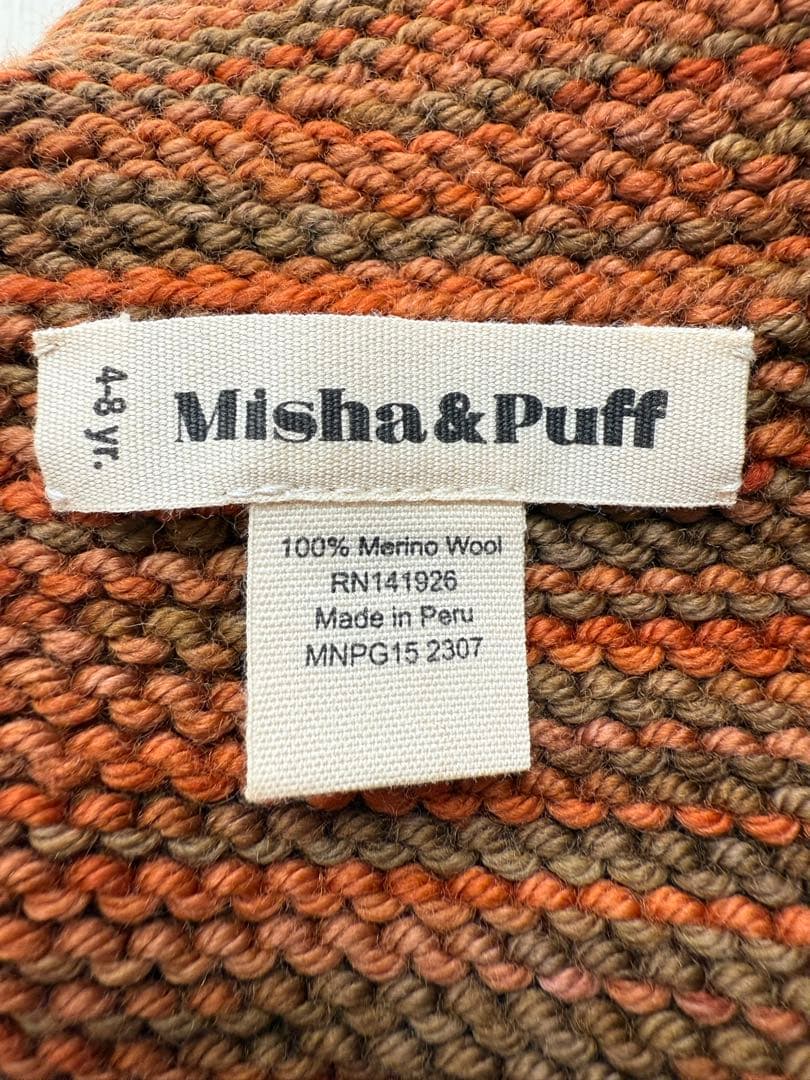 4-8 yr.
Misha&Puff
100% Merino Wool
RN141926
Made in Peru
MNPG15 2307